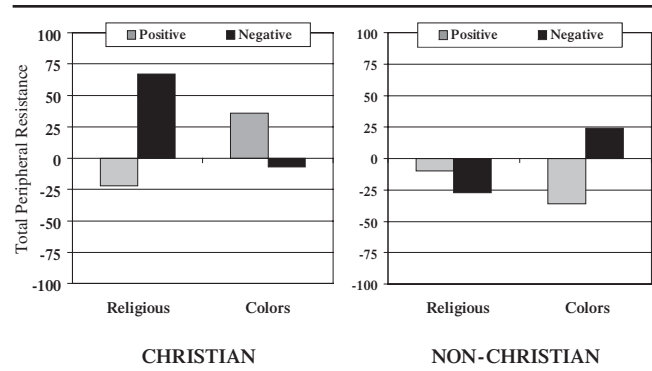 Positive Negative
100
75
50
25
0
-25
-50
-75
-100
Total Peripheral Resistance
Religious Colors
CHRISTIAN
Positive Negative
100
75
50
25
0
-25
-50
-75
-100
Religious Colors
NON-CHRISTIAN